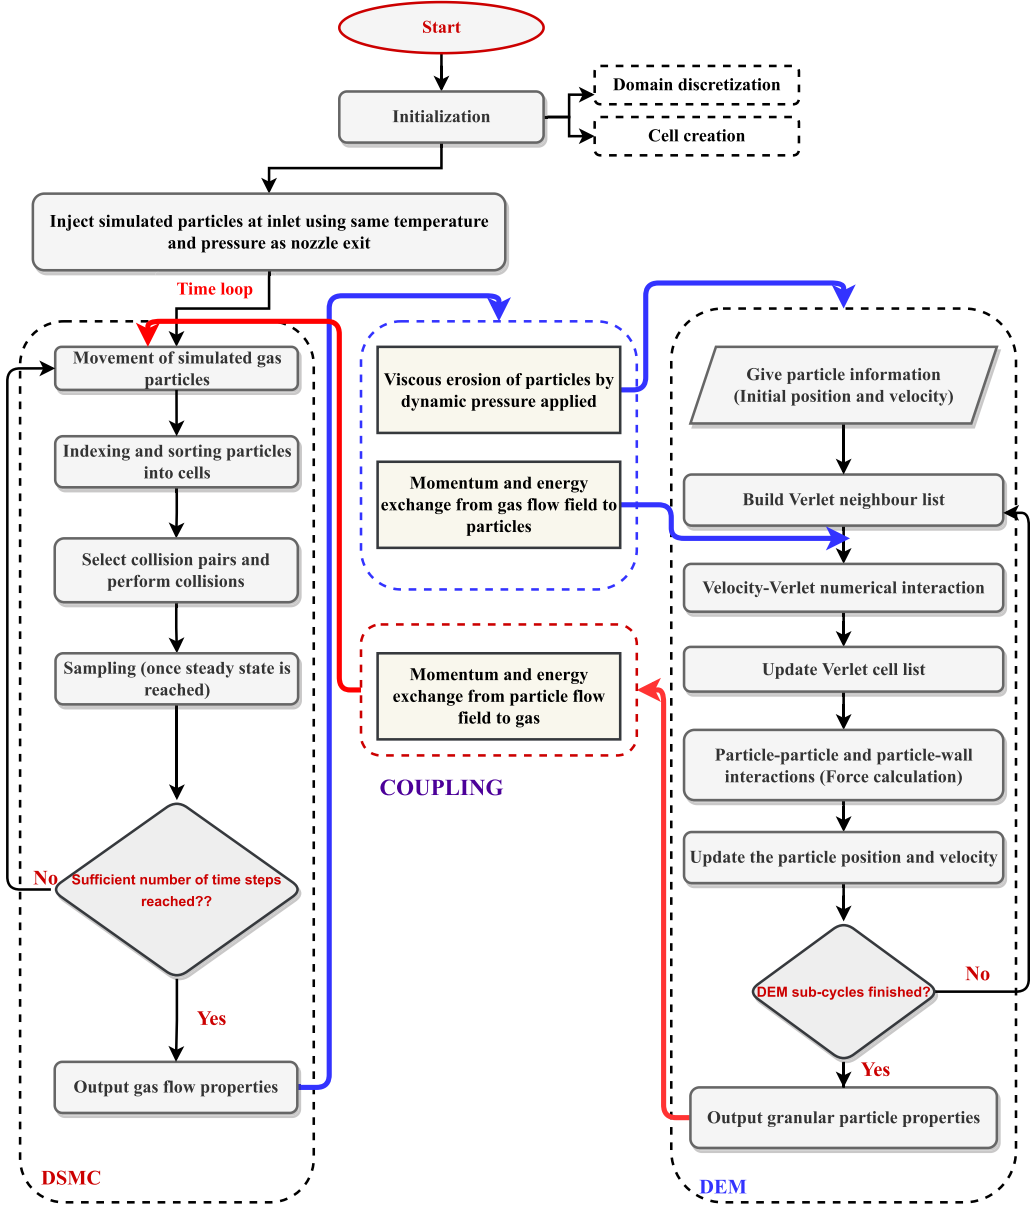 Start
Domain discretization
Initialization
Cell creation
Inject simulated particles at inlet using same temperature
and pressure as nozzle exit
Time loop
Movement of simulated gas
particles
Indexing and sorting particles
into cells
Select collision pairs and
perform collisions
Sampling (once steady state is
reached)
No
Sufficient number of time steps
reached??
Yes
Output gas flow properties
DSMC
Viscous erosion of particles by
dynamic pressure applied
Momentum and energy
exchange from gas flow field to
particles
Momentum and energy
exchange from particle flow
field to gas
COUPLING
Give particle information
(Initial position and velocity)
Build Verlet neighbour list
Velocity-Verlet numerical interaction
Update Verlet cell list
Particle-particle and particle-wall
interactions (Force calculation)
Update the particle position and velocity
No
DEM sub-cycles finished?
Yes
Output granular particle properties
DEM